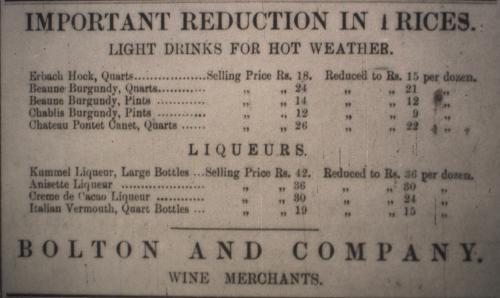 IMPORTANT REDUCTION IN PRICES.
LIGHT DRINKS FOR HOT WEATHER.
Erbach Hock, Quarts...............Selling Price Rs. 18. Reduced to Rs. 15 per dozen.
Beaune Burgundy, Quarts........... „ „ 24 „ „ 21 „
Beaune Burgundy, Pints ............ „ „ 14 „ „ 12 „
Chablis Burgundy, Pints ............ „ „ 12 „ „ 9 „
Chateau Pontet Canet, Quarts ...... „ „ 26 „ „ 22 „
LIQUEURS.
Kummel Liqueur, Large Bottles ...Selling Price Rs. 42. Reduced to Rs. 36 per dozen.
Anisette Liqueur ..................... „ „ 36 „ „ 30 „
Creme de Cacao Liqueur ............ „ „ 30 „ „ 24 „
Italian Vermouth, Quart Bottles ... „ „ 19 „ „ 15 „
BOLTON AND COMPANY.
WINE MERCHANTS.